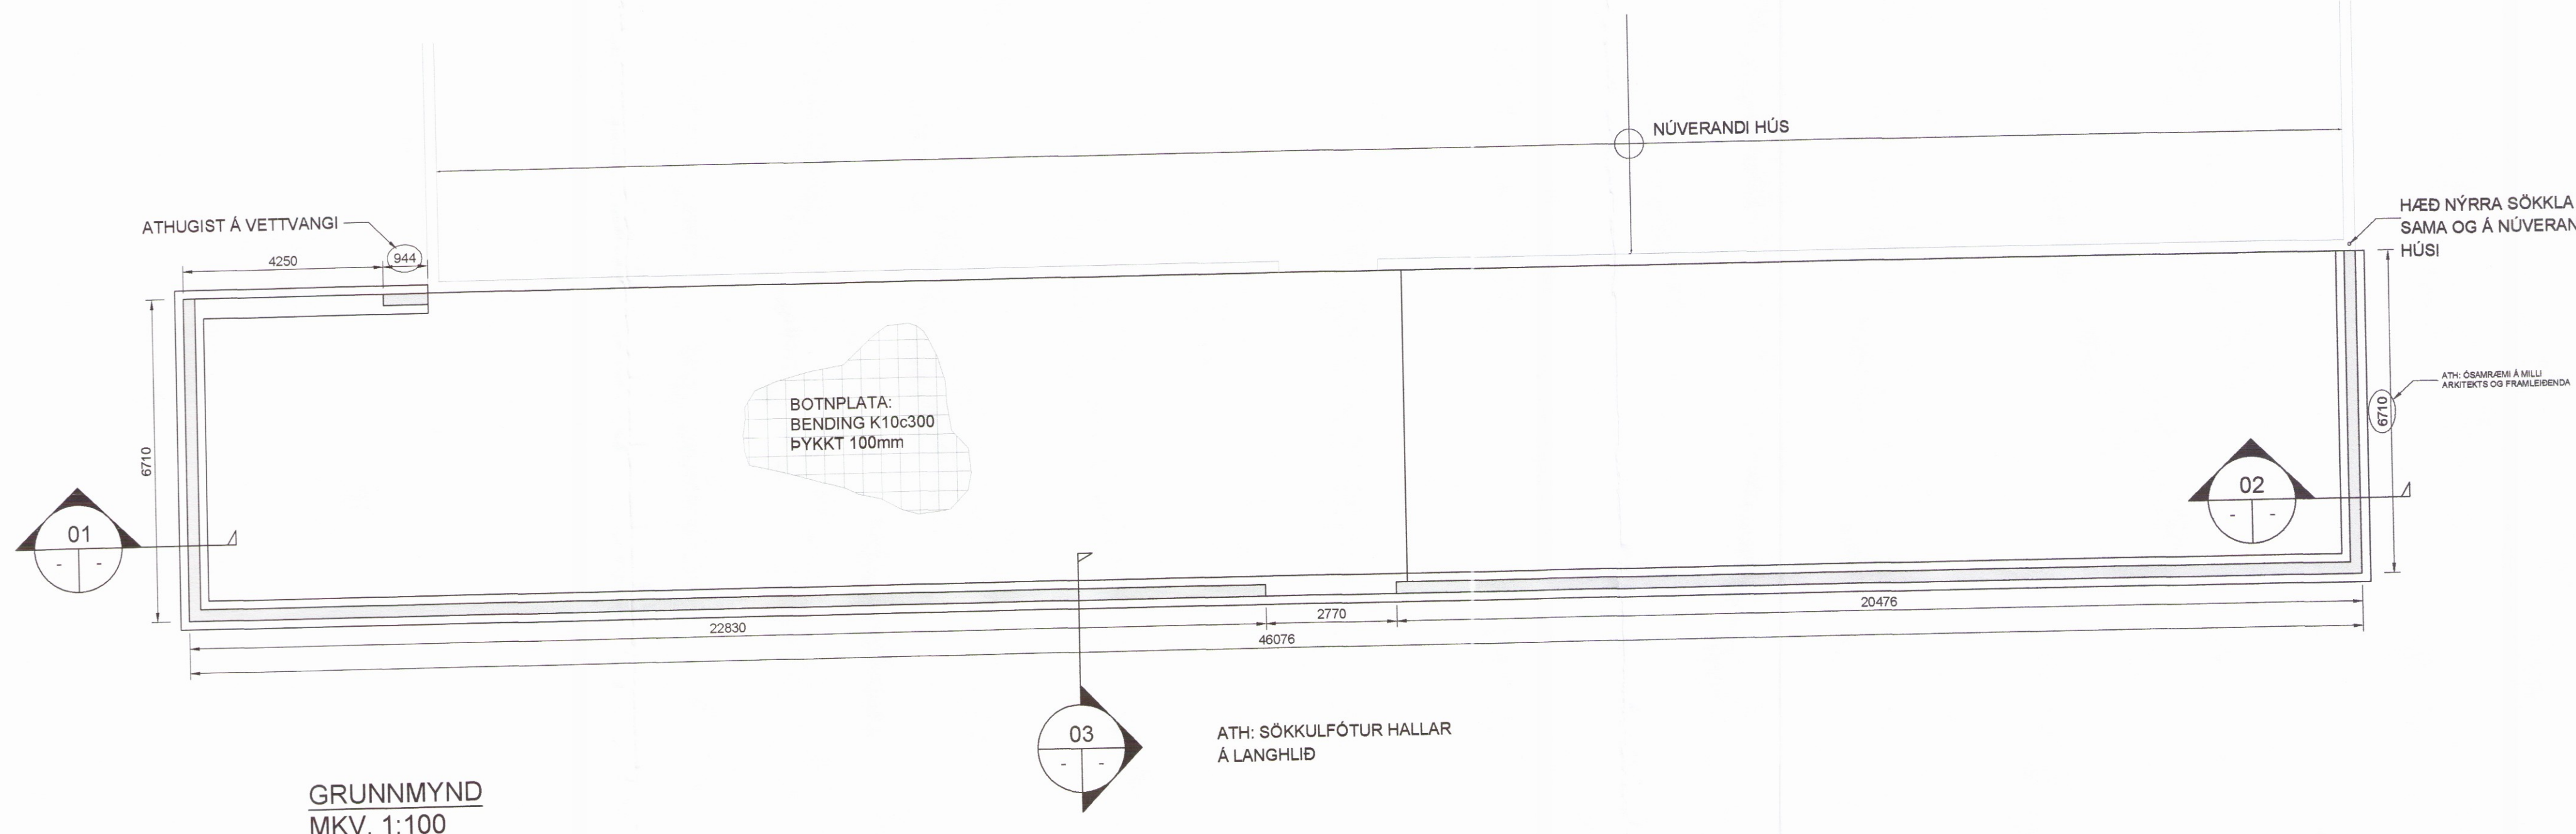 NÚVERANDI HÚS
HÆÐ NÝRRA SÖKKLA
SAMA OG Á NÚVERAN
HÚSI
ATHUGIST Á VETTVANGI
4250
944
ATH: ÓSAMRÆMI Á MILLI
ARKITEKTS OG FRAMLEIÐENDA
6710
BOTNPLATA:
BENDING K10c300
ÞYKKT 100mm
6710
02
- -
01
- -
20476
2770
22830
46076
03
- -
ATH: SÖKKULFÓTUR HALLAR
Á LANGHLIÐ
GRUNNMYND
MKV. 1:100